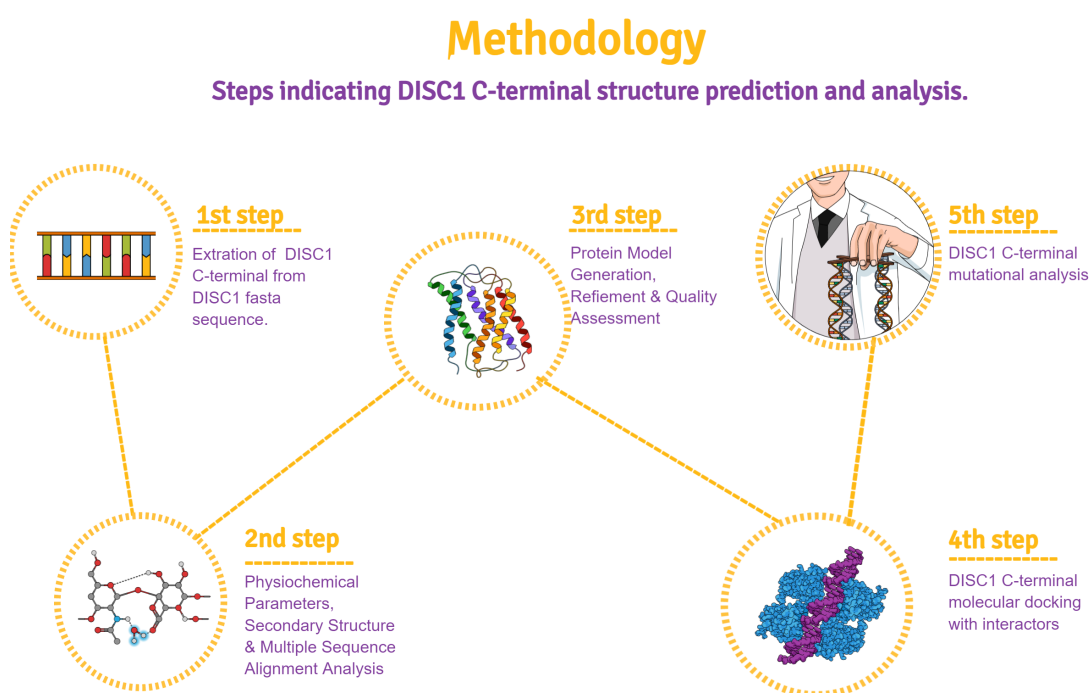 Methodology
Steps indicating DISC1 C-terminal structure prediction and analysis.
1st step
Extration of DISC1
C-terminal from
DISC1 fasta
sequence.
2nd step
Physiochemical
Parameters,
Secondary Structure
& Multiple Sequence
Alignment Analysis
3rd step
Protein Model
Generation,
Refiement & Quality
Assessment
4th step
DISC1 C-terminal
molecular docking
with interactors
5th step
DISC1 C-terminal
mutational analysis